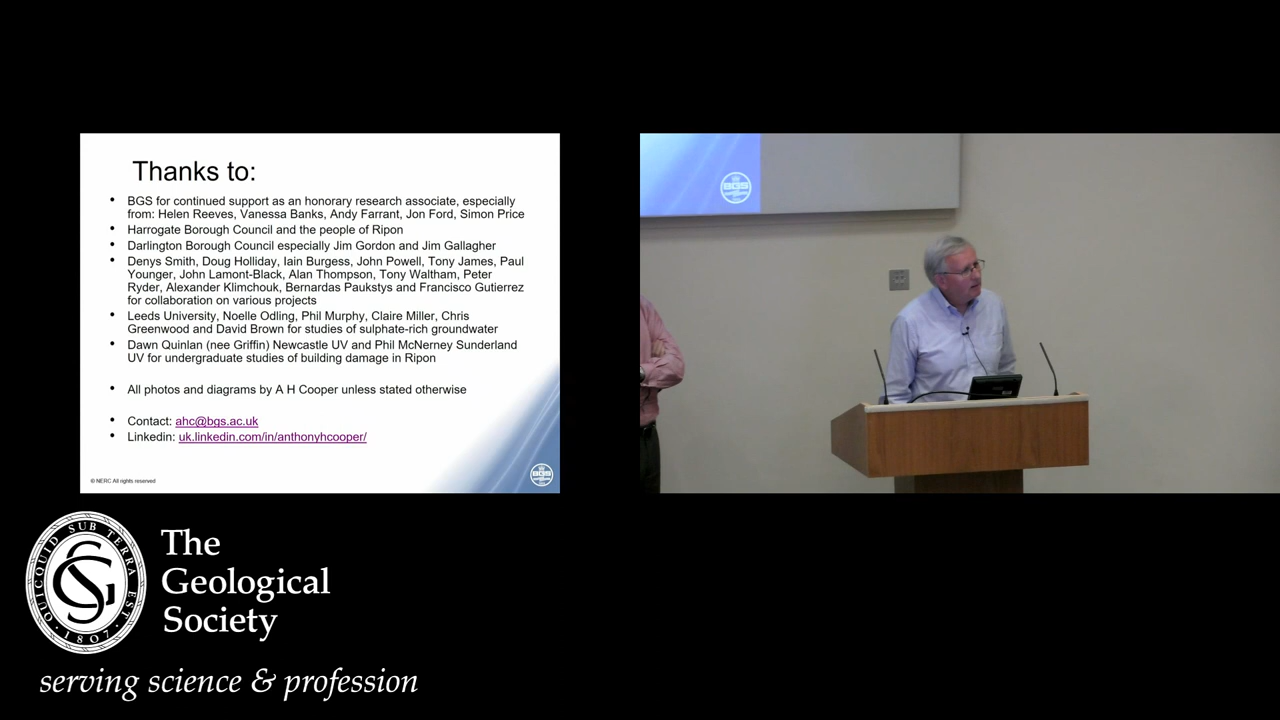 Thanks to:
• BGS for continued support as an honorary research associate, especially
from: Helen Reeves, Vanessa Banks, Andy Farrant, Jon Ford, Simon Price
• Harrogate Borough Council and the people of Ripon
• Darlington Borough Council especially Jim Gordon and Jim Gallagher
• Denys Smith, Doug Holliday, Iain Burgess, John Powell, Tony James, Paul
Younger, John Lamont-Black, Alan Thompson, Tony Waltham, Peter
Ryder, Alexander Klimchouk, Bernardas Paukstys and Francisco Gutierrez
for collaboration on various projects
• Leeds University, Noelle Odling, Phil Murphy, Claire Miller, Chris
Greenwood and David Brown for studies of sulphate-rich groundwater
• Dawn Quinlan (nee Griffin) Newcastle UV and Phil McNerney Sunderland
UV for undergraduate studies of building damage in Ripon
• All photos and diagrams by A H Cooper unless stated otherwise
• Contact: ahc@bgs.ac.uk
• Linkedin: uk.linkedin.com/in/anthonyhcooper/
© NERC All rights reserved
BGS
BGS
QUICQUID SUB TERRA EST
· 1807 ·
The
Geological
Society
serving science & profession